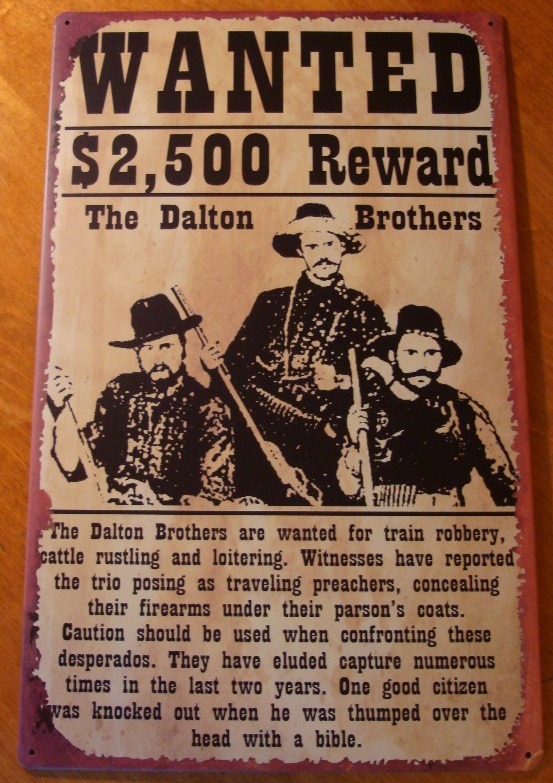 WANTED
$2,500 Reward
The Dalton Brothers
The Dalton Brothers are wanted for train robbery,
cattle rustling and loitering. Witnesses have reported
the trio posing as traveling preachers, concealing
their firearms under their parson's coats.
Caution should be used when confronting these
desperados. They have eluded capture numerous
times in the last two years. One good citizen
was knocked out when he was thumped over the
head with a bible.